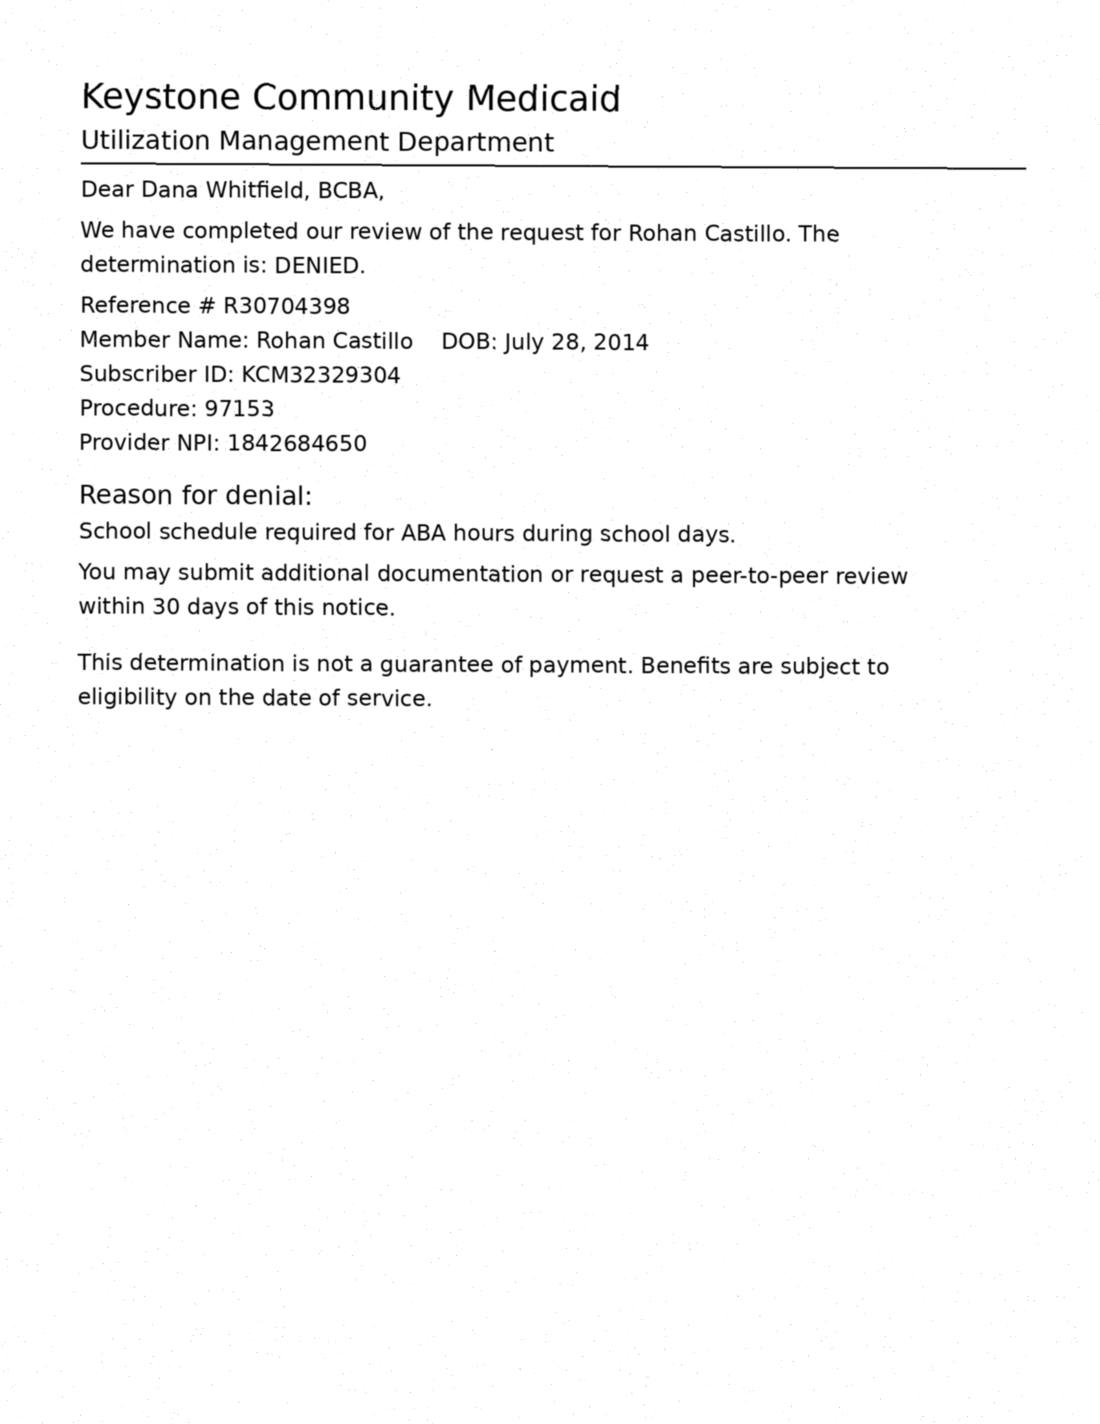 Keystone Community Medicaid
Utilization Management Department
Dear Dana Whitfield, BCBA,
We have completed our review of the request for Rohan Castillo. The
determination is: DENIED.
Reference # R30704398
Member Name: Rohan Castillo DOB: July 28, 2014
Subscriber ID: KCM32329304
Procedure: 97153
Provider NPI: 1842684650
Reason for denial:
School schedule required for ABA hours during school days.
You may submit additional documentation or request a peer-to-peer review
within 30 days of this notice.
This determination is not a guarantee of payment. Benefits are subject to
eligibility on the date of service.